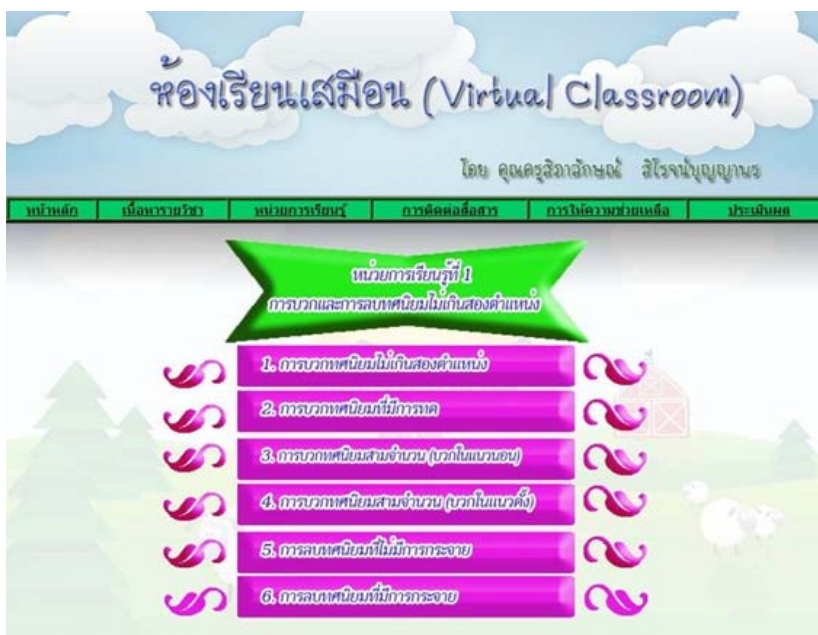 ห้องเรียนเสมือน (Virtual Classroom)
โดย คุณครูสิภาลักษณ์ สิโรจน์บุญญาพร
หน้าหลัก เนื้อหารายวิชา หน่วยการเรียนรู้ การติดต่อสื่อสาร การให้ความช่วยเหลือ ประเมินผล
หน่วยการเรียนรู้ที่ 1
การบวกและการลบทศนิยมไม่เกินสองตำแหน่ง
1. การบวกทศนิยมไม่เกินสองตำแหน่ง
2. การบวกทศนิยมที่มีการทด
3. การบวกทศนิยมสามจำนวน (บวกในแนวนอน)
4. การบวกทศนิยมสามจำนวน (บวกในแนวตั้ง)
5. การลบทศนิยมที่ไม่มีการกระจาย
6. การลบทศนิยมที่มีการกระจาย